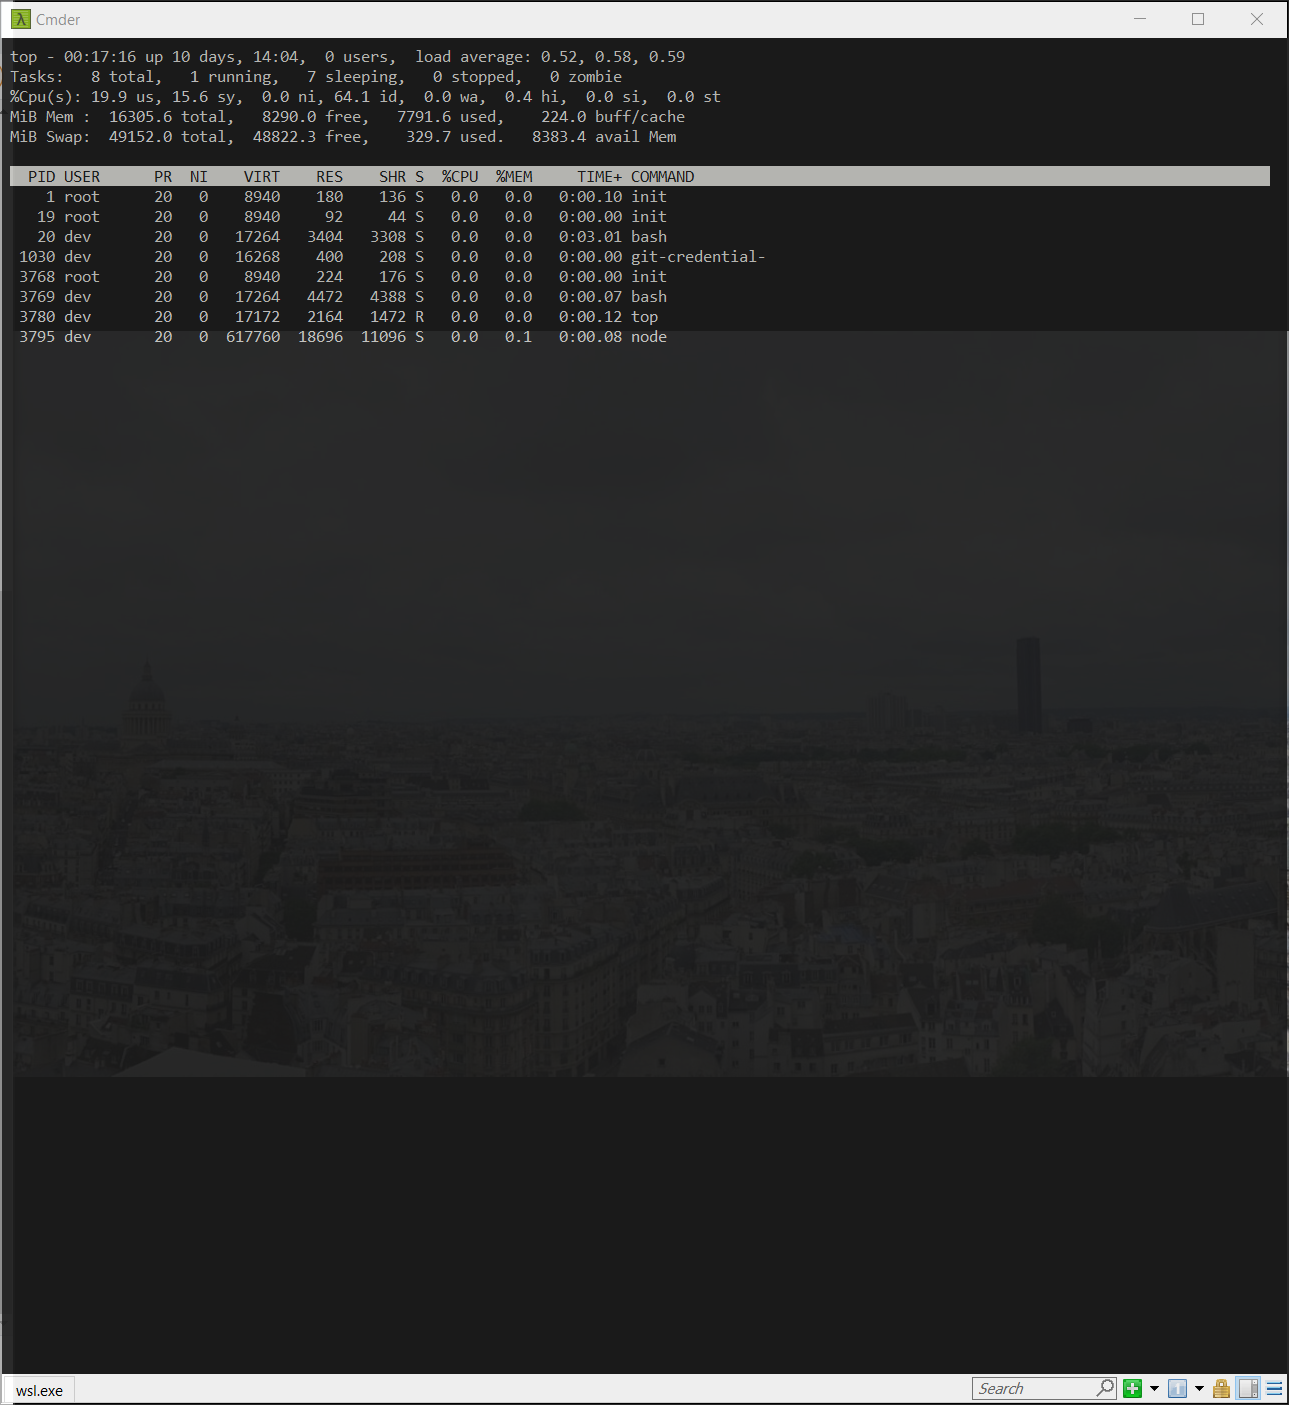 λ Cmder
top - 00:17:16 up 10 days, 14:04,  0 users,  load average: 0.52, 0.58, 0.59
Tasks:   8 total,   1 running,   7 sleeping,   0 stopped,   0 zombie
%Cpu(s): 19.9 us, 15.6 sy,  0.0 ni, 64.1 id,  0.0 wa,  0.4 hi,  0.0 si,  0.0 st
MiB Mem :  16305.6 total,   8290.0 free,   7791.6 used,    224.0 buff/cache
MiB Swap:  49152.0 total,  48822.3 free,    329.7 used.   8383.4 avail Mem
  PID USER      PR  NI    VIRT    RES    SHR S  %CPU  %MEM     TIME+ COMMAND
    1 root      20   0    8940    180    136 S   0.0   0.0   0:00.10 init
   19 root      20   0    8940     92     44 S   0.0   0.0   0:00.00 init
   20 dev       20   0   17264   3404   3308 S   0.0   0.0   0:03.01 bash
 1030 dev       20   0   16268    400    208 S   0.0   0.0   0:00.00 git-credential-
 3768 root      20   0    8940    224    176 S   0.0   0.0   0:00.00 init
 3769 dev       20   0   17264   4472   4388 S   0.0   0.0   0:00.07 bash
 3780 dev       20   0   17172   2164   1472 R   0.0   0.0   0:00.12 top
 3795 dev       20   0  617760  18696  11096 S   0.0   0.1   0:00.08 node
wsl.exe
Search